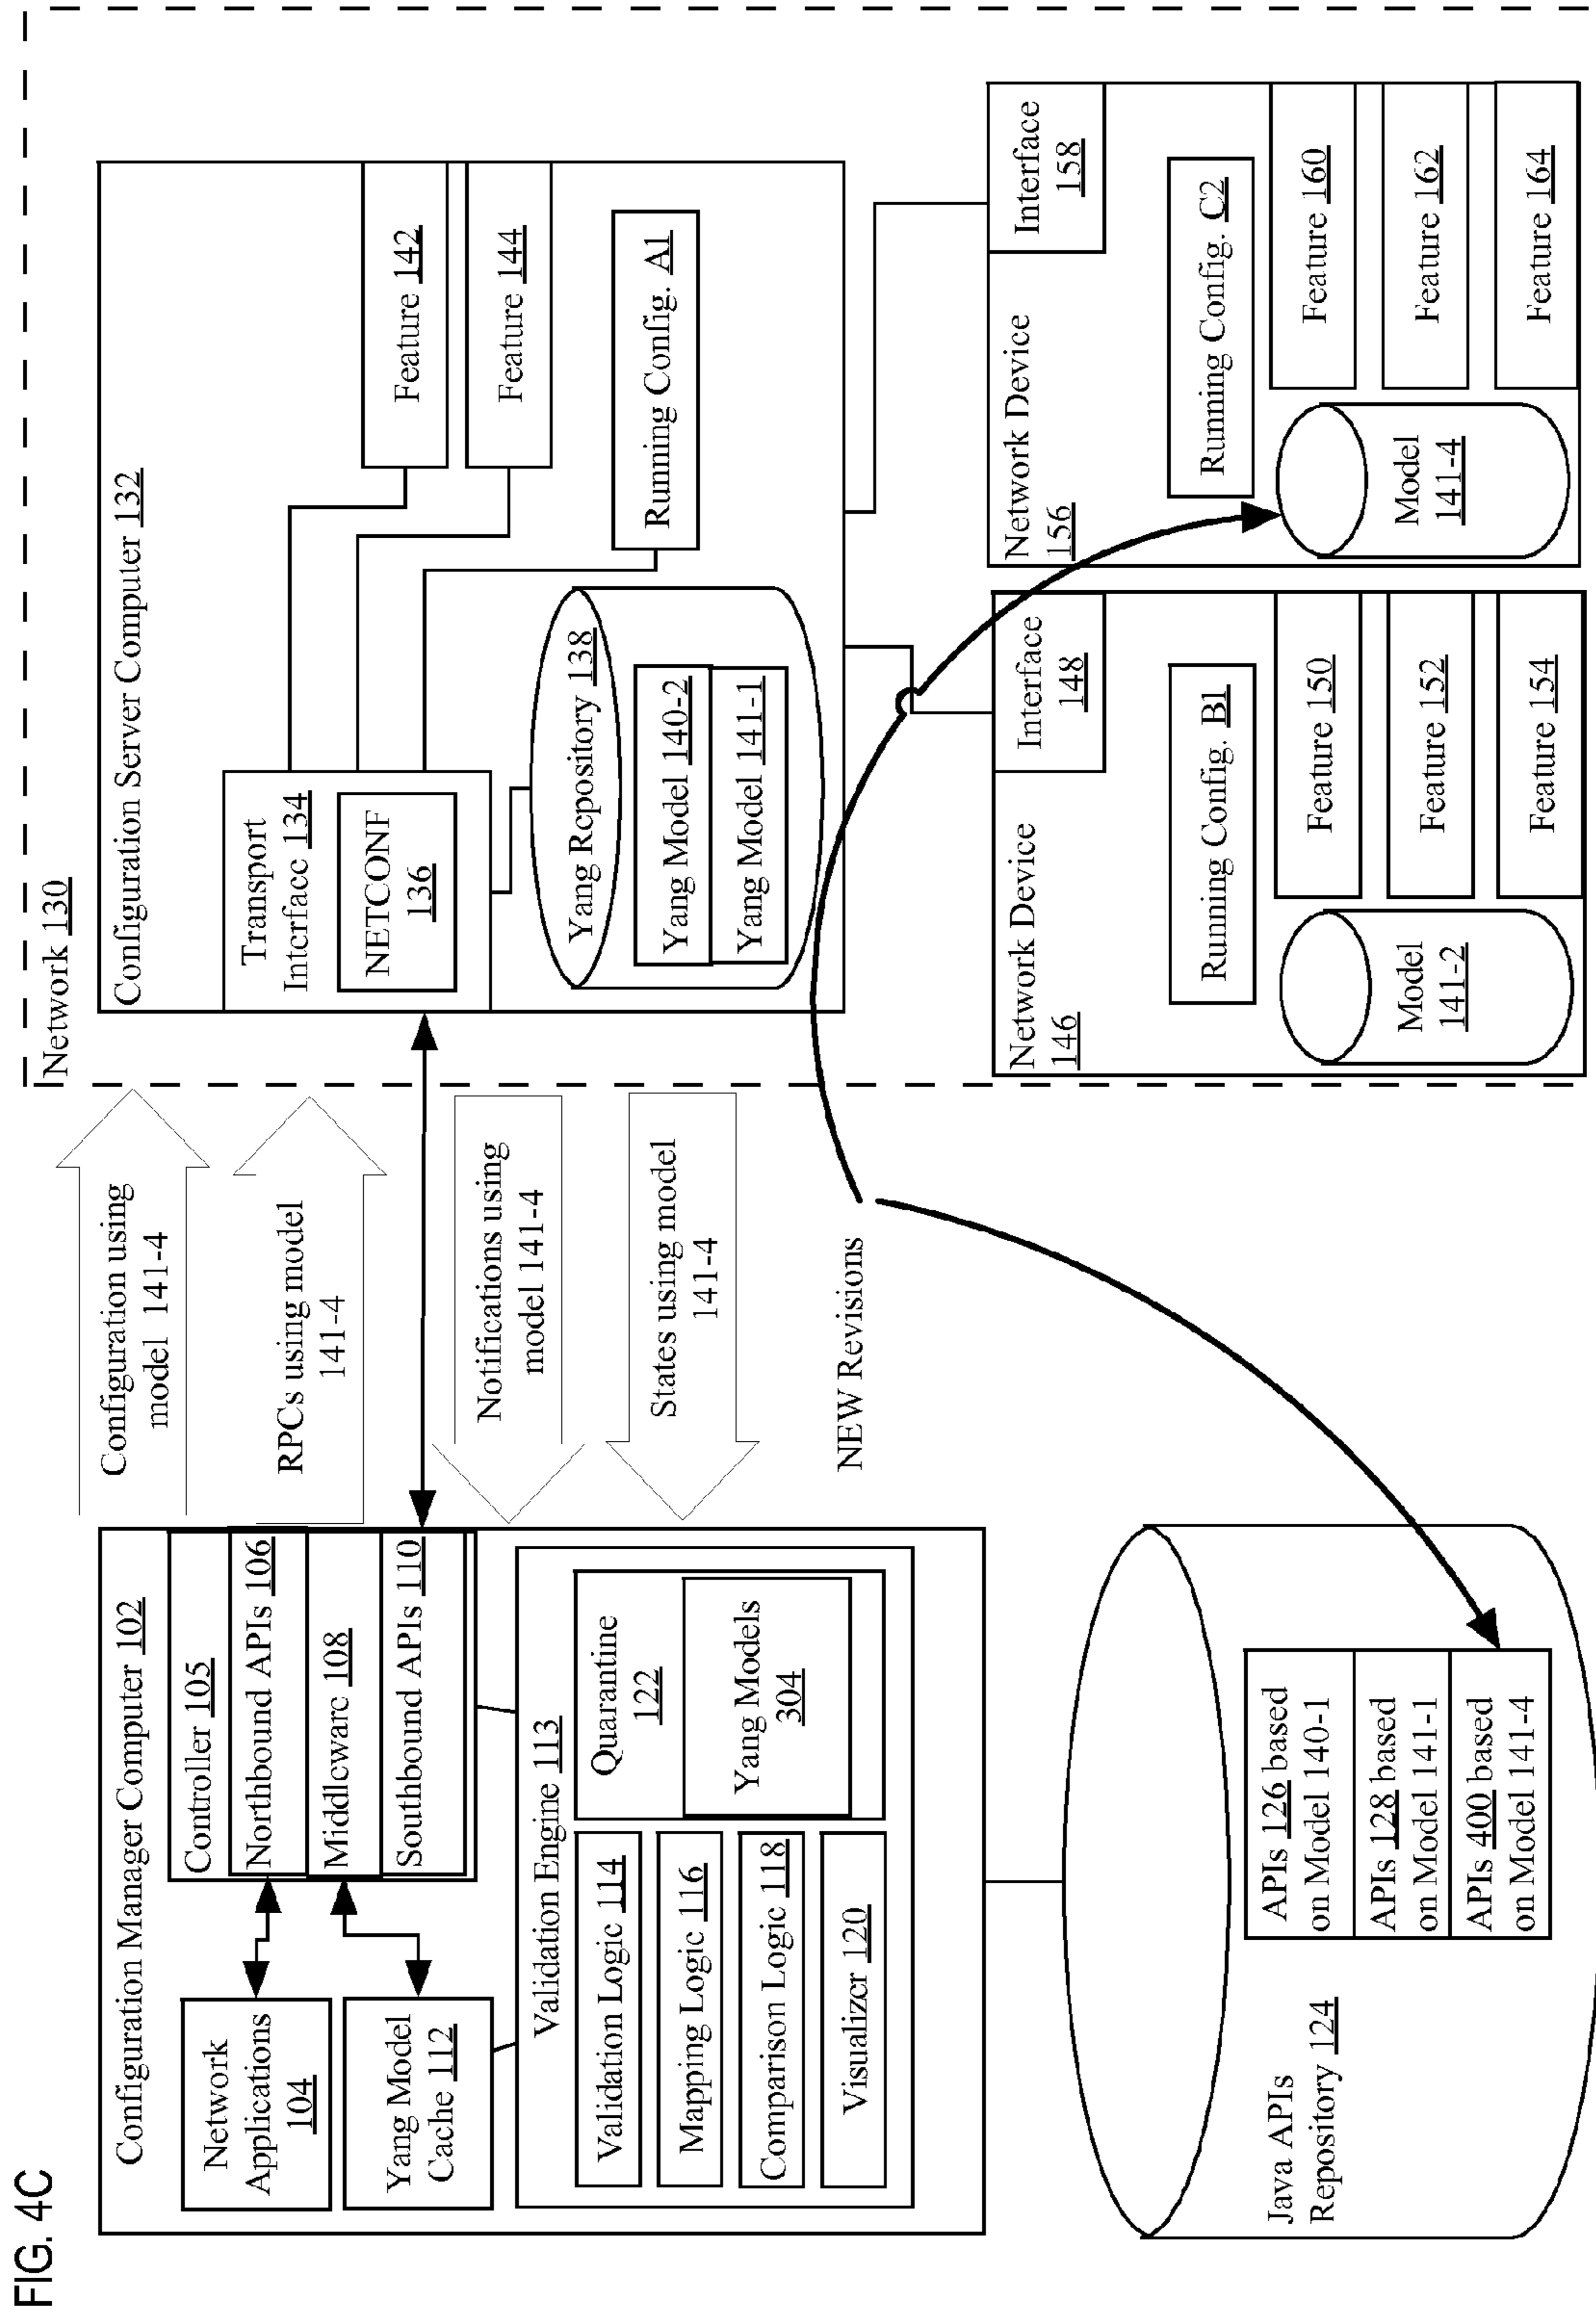 FIG. 4C
Configuration Manager Computer 102
Network
Applications
104
Yang Model
Cache 112
Controller 105
Northbound APIs 106
Middleware 108
Southbound APIs 110
Validation Engine 113
Validation Logic 114
Mapping Logic 116
Comparison Logic 118
Visualizer 120
Quarantine
122
Yang Models
304
Java APIs
Repository 124
APIs 126 based
on Model 140-1
APIs 128 based
on Model 141-1
APIs 400 based
on Model 141-4
Configuration using
model 141-4
RPCs using model
141-4
Notifications using
model 141-4
States using model
141-4
NEW Revisions
Network 130
Configuration Server Computer 132
Transport
Interface 134
NETCONF
136
Feature 142
Feature 144
Running Config. A1
Yang Repository 138
Yang Model 140-2
Yang Model 141-1
Network Device
146
Interface
148
Running Config. B1
Model
141-2
Feature 150
Feature 152
Feature 154
Network Device
156
Interface
158
Running Config. C2
Model
141-4
Feature 160
Feature 162
Feature 164